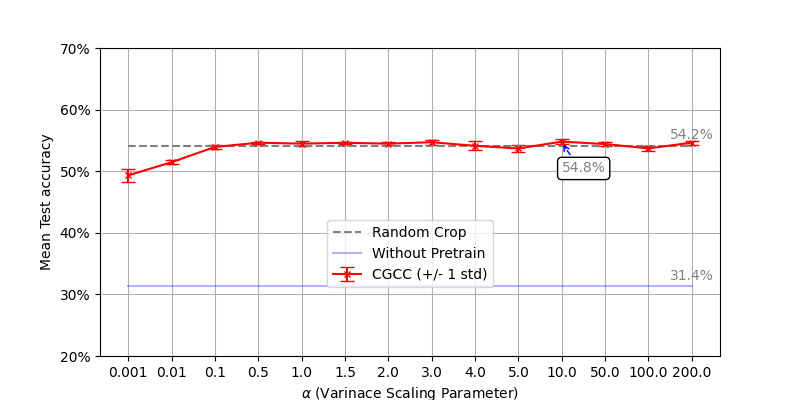 70%
60%
50%
40%
30%
20%
Mean Test accuracy
54.2%
54.8%
31.4%
Random Crop
Without Pretrain
CGCC (+/- 1 std)
0.001 0.01 0.1 0.5 1.0 1.5 2.0 3.0 4.0 5.0 10.0 50.0 100.0 200.0
α (Varinace Scaling Parameter)